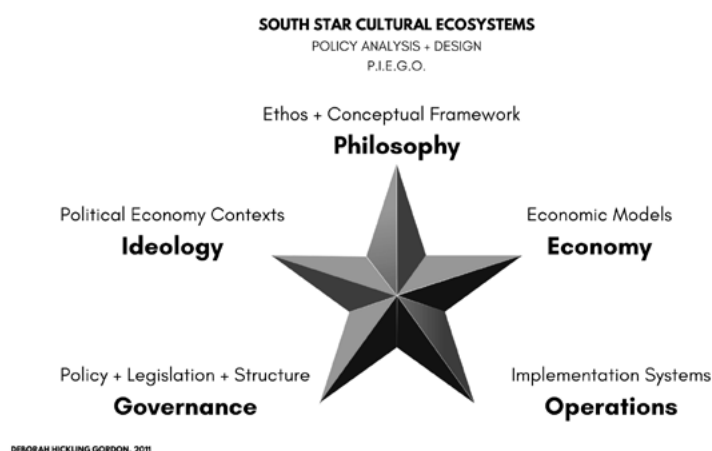 SOUTH STAR CULTURAL ECOSYSTEMS
POLICY ANALYSIS + DESIGN
P.I.E.G.O.
Ethos + Conceptual Framework
Philosophy
Political Economy Contexts
Ideology
Economic Models
Economy
Policy + Legislation + Structure
Governance
Implementation Systems
Operations
DEBORAH HICKLING GORDON, 2011